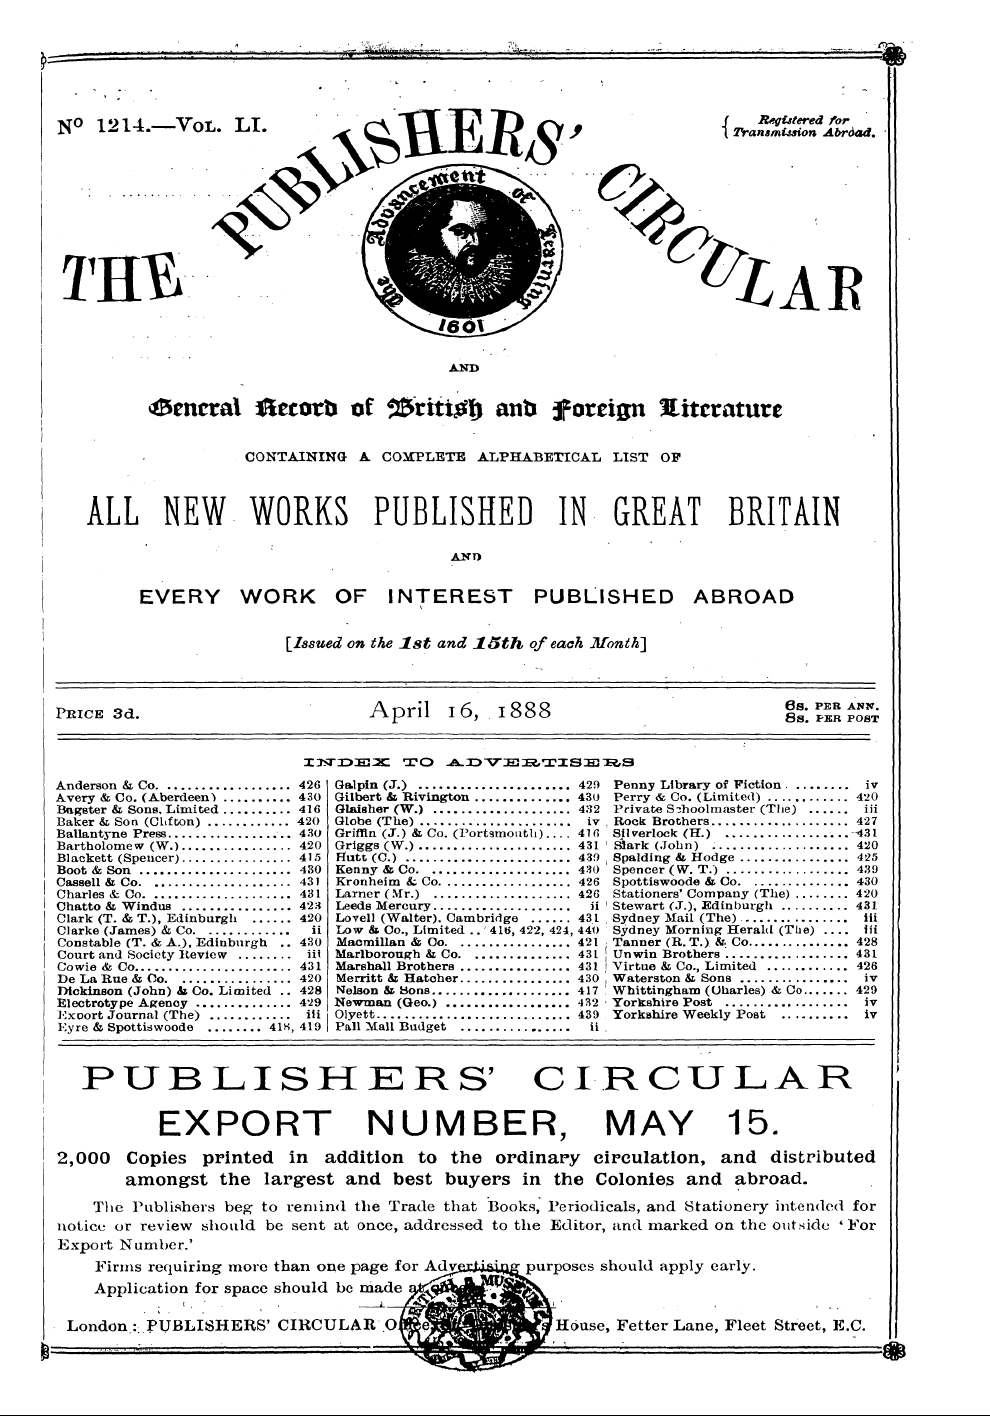 Nº 1214.—VOL. LI.
{ Registered for
Transmission Abroad.
THE PUBLISHERS' CIRCULAR
The Advancement of Learning
1601
AND
General Record of British and Foreign Literature
CONTAINING A COMPLETE ALPHABETICAL LIST OF
ALL NEW WORKS PUBLISHED IN GREAT BRITAIN
AND
EVERY WORK OF INTEREST PUBLISHED ABROAD
[Issued on the 1st and 15th of each Month]
PRICE 3d.
April 16, 1888
6s. PER ANN.
8s. PER POST
INDEX TO ADVERTISERS
Anderson & Co. .................. 426
Avery & Co. (Aberdeen) .......... 430
Bagster & Sons, Limited .......... 416
Baker & Son (Clifton) ............ 420
Ballantyne Press.................. 430
Bartholomew (W.)................ 420
Blackett (Spencer)................ 415
Boot & Son ...................... 430
Cassell & Co. .................... 431
Charles & Co. .................... 431
Chatto & Windus ................ 423
Clark (T. & T.), Edinburgh ...... 420
Clarke (James) & Co. ............ ii
Constable (T. & A.), Edinburgh .. 430
Court and Society Review ........ iii
Cowie & Co....................... 431
De La Rue & Co. ................ 420
Dickinson (John) & Co. Limited .. 428
Electrotype Agency .............. 429
Export Journal (The) ............ iii
Eyre & Spottiswoode ........ 418, 419
Galpin (J.) ...................... 429
Gilbert & Rivington .............. 430
Glaisher (W.) .................... 432
Globe (The) ...................... iv
Griffin (J.) & Co. (Portsmouth).... 416
Griggs (W.) ...................... 431
Hutt (C.) ........................ 439
Kenny & Co. .................... 430
Kronheim & Co. .................. 426
Larner (Mr.) .................... 426
Leeds Mercury.................... ii
Lovell (Walter), Cambridge ...... 431
Low & Co., Limited .. 416, 422, 424, 440
Macmillan & Co. ................ 421
Marlborough & Co. .............. 431
Marshall Brothers ................ 431
Merritt & Hatcher................ 430
Nelson & Sons.................... 417
Newman (Geo.) .................. 432
Olyett............................ 439
Pall Mall Budget ................ ii
Penny Library of Fiction ........ iv
Perry & Co. (Limited) ............ 420
Private Schoolmaster (The) ...... iii
Rock Brothers.................... 427
Silverlock (H.) .................. 431
Slark (John) .................... 420
Spalding & Hodge ................ 425
Spencer (W. T.) .................. 439
Spottiswoode & Co. .............. 430
Stationers' Company (The) ........ 420
Stewart (J.), Edinburgh .......... 431
Sydney Mail (The) ................ iii
Sydney Morning Herald (The) .... iii
Tanner (R. T.) & Co............... 428
Unwin Brothers .................. 431
Virtue & Co., Limited ............ 426
Waterston & Sons ................ iv
Whittingham (Charles) & Co ...... 429
Yorkshire Post .................. iv
Yorkshire Weekly Post .......... iv
PUBLISHERS' CIRCULAR
EXPORT NUMBER, MAY 15.
2,000 Copies printed in addition to the ordinary circulation, and distributed
amongst the largest and best buyers in the Colonies and abroad.
The Publishers beg to remind the Trade that Books, Periodicals, and Stationery intended for
notice or review should be sent at once, addressed to the Editor, and marked on the outside 'For
Export Number.'
Firms requiring more than one page for Advertising purposes should apply early.
Application for space should be made at
BRITISH MUSEUM
London: PUBLISHERS' CIRCULAR House, Fetter Lane, Fleet Street, E.C.